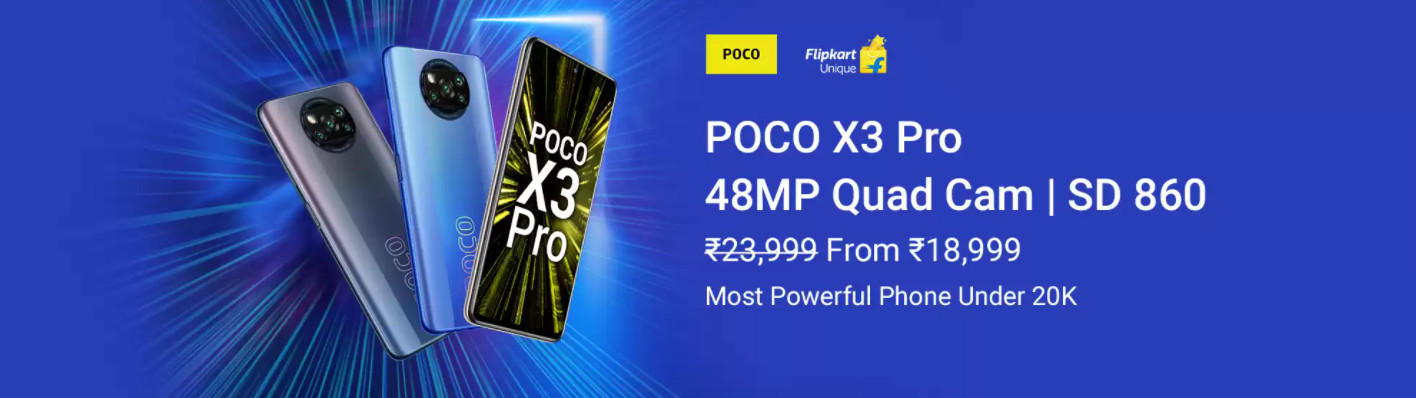 POCO
Flipkart
Unique
POCO X3 Pro
48MP Quad Cam | SD 860
₹23,999 From ₹18,999
Most Powerful Phone Under 20K
POCO
POCO
POCO
X3
Pro